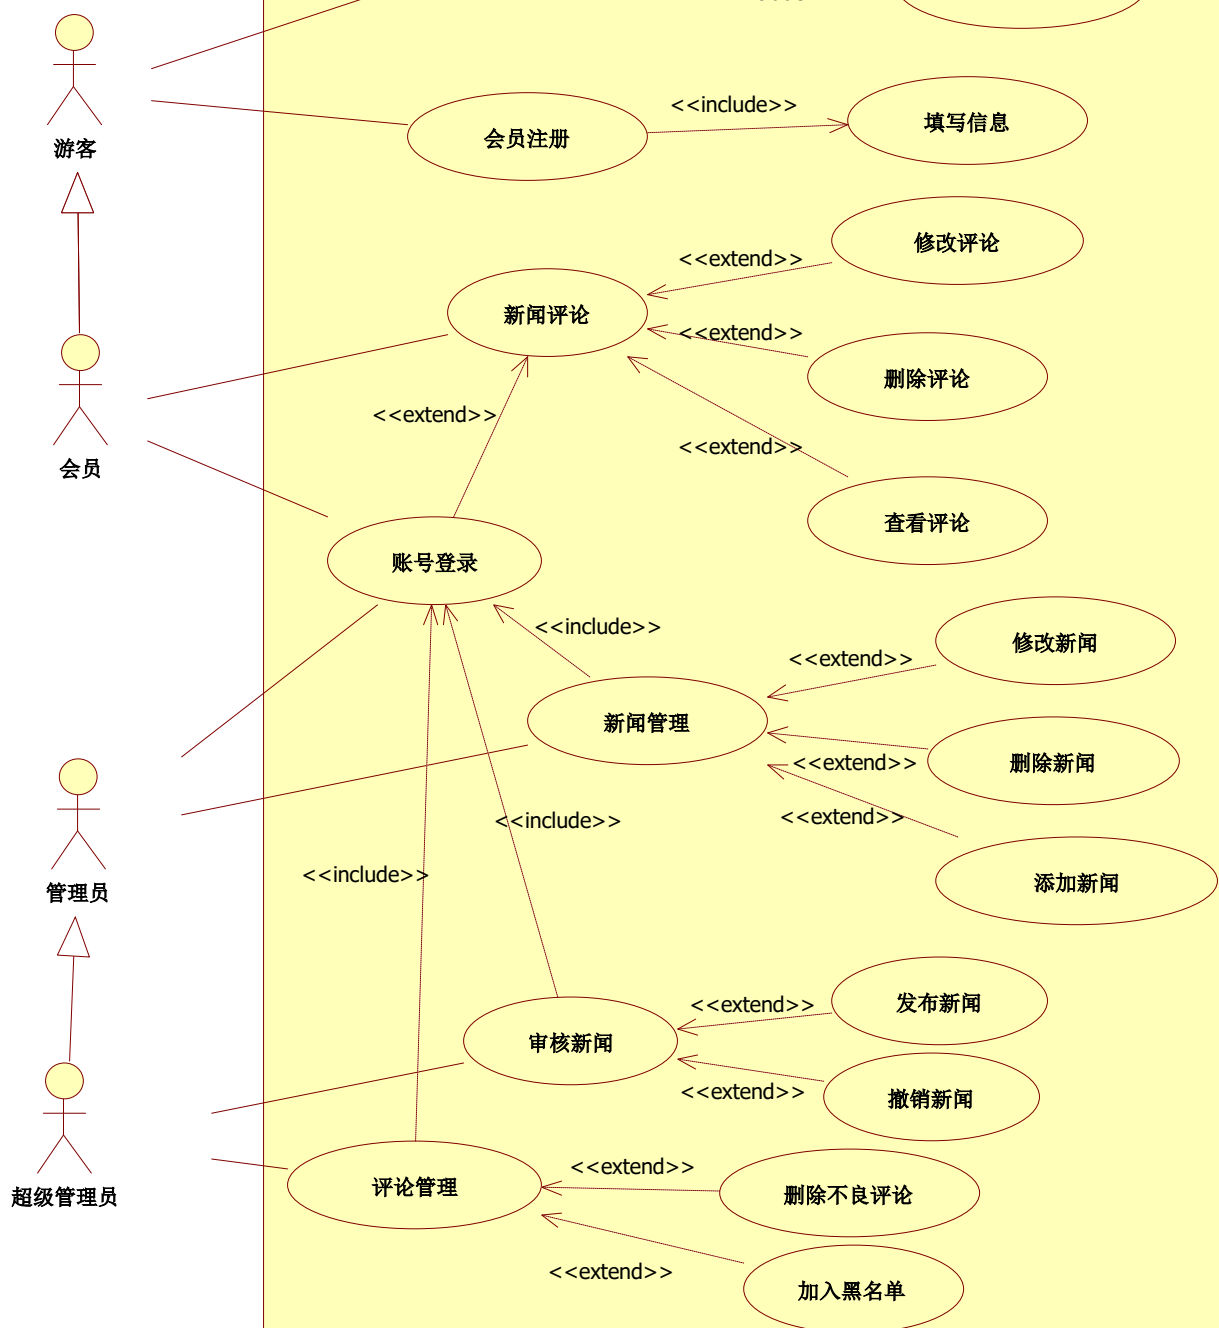 <<include>>
填写信息
会员注册
游客
修改评论
<<extend>>
新闻评论
<<extend>>
删除评论
<<extend>>
<<extend>>
会员
查看评论
账号登录
<<include>>
修改新闻
<<extend>>
新闻管理
<<extend>>
删除新闻
<<extend>>
<<include>>
<<include>>
添加新闻
管理员
<<extend>>
发布新闻
审核新闻
<<extend>>
撤销新闻
<<extend>>
评论管理
删除不良评论
超级管理员
<<extend>>
加入黑名单